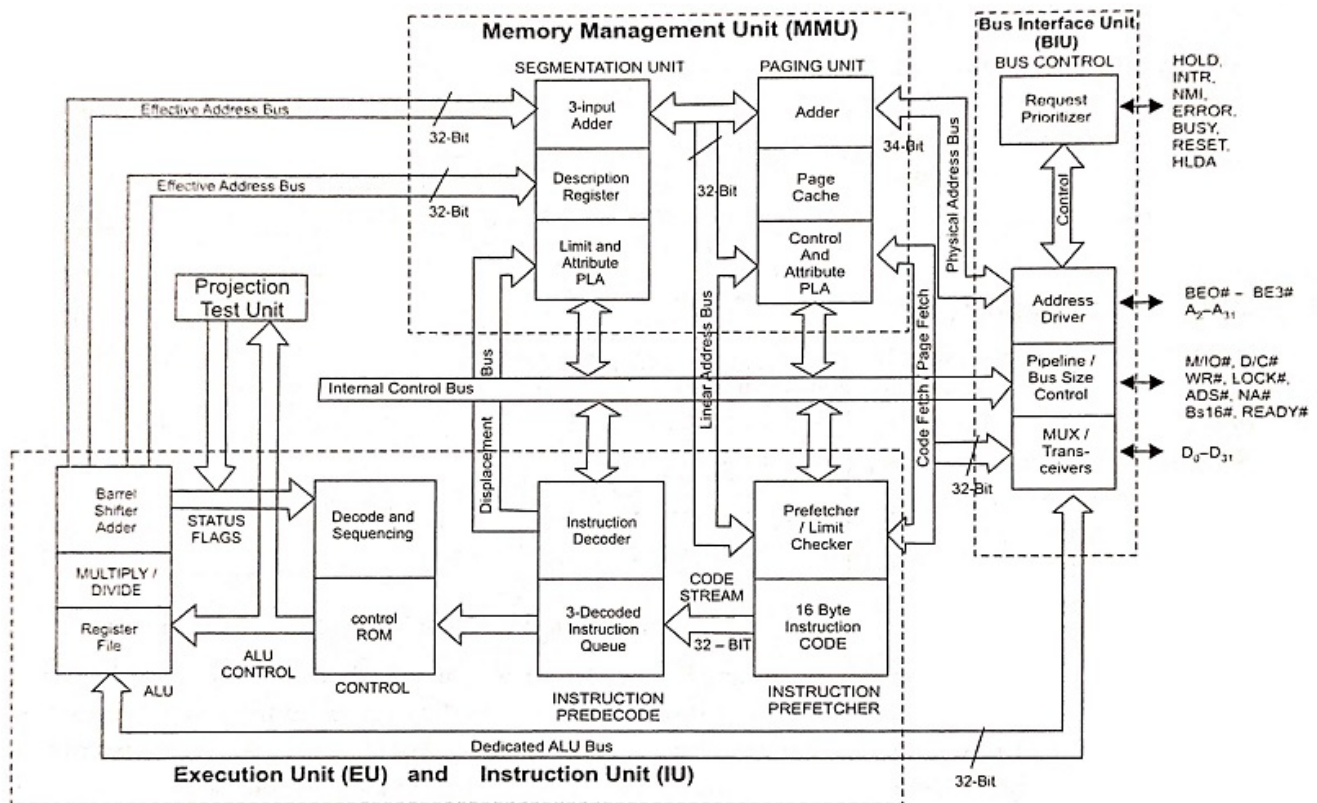 Memory Management Unit (MMU)
Bus Interface Unit
(BIU)
SEGMENTATION UNIT
PAGING UNIT
BUS CONTROL
3-input
Adder
Description
Register
Limit and
Attribute PLA
Adder
Page
Cache
Control
And
Attribute
PLA
Request
Prioritizer
HOLD,
INTR,
NMI,
ERROR,
BUSY,
RESET,
HLDA
Effective Address Bus
32-Bit
Effective Address Bus
32-Bit
32-Bit
34-Bit
Physical Address Bus
Control
Projection
Test Unit
Address
Driver
BEO# – BE3#
A2–A31
Pipeline /
Bus Size
Control
M/IO#, D/C#
WR#, LOCK#,
ADS#, NA#
Bs16#, READY#
MUX /
Trans-
ceivers
D0–D31
32-Bit
Internal Control Bus
Displacement Bus
Linear Address Bus
Code Fetch / Page Fetch
Barrel
Shifter
Adder
MULTIPLY /
DIVIDE
Register
File
ALU
STATUS
FLAGS
ALU
CONTROL
Decode and
Sequencing
control
ROM
CONTROL
Instruction
Decoder
3-Decoded
Instruction
Queue
INSTRUCTION
PREDECODE
CODE
STREAM
32 – BIT
Prefetcher
/ Limit
Checker
16 Byte
Instruction
CODE
INSTRUCTION
PREFETCHER
Dedicated ALU Bus
32-Bit
Execution Unit (EU) and Instruction Unit (IU)